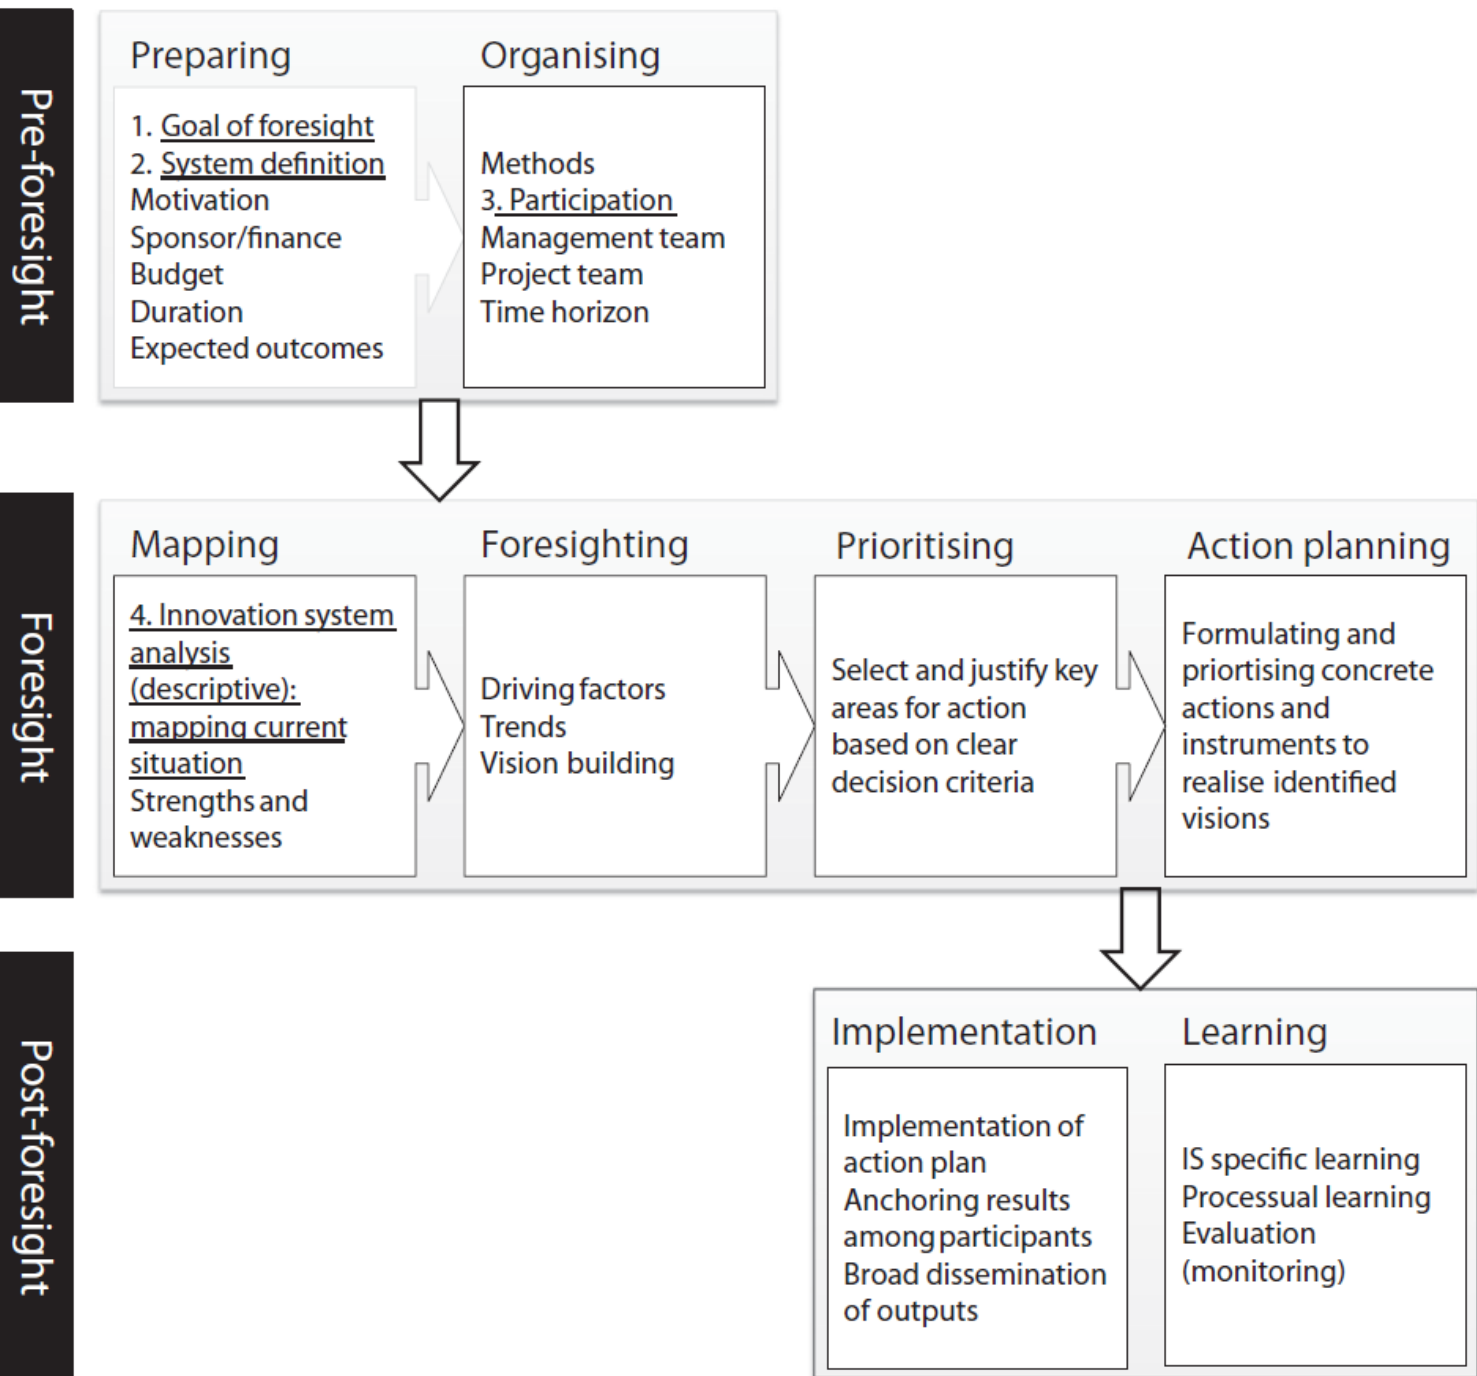 Pre-foresight
Preparing
1. Goal of foresight
2. System definition
Motivation
Sponsor/finance
Budget
Duration
Expected outcomes
Organising
Methods
3. Participation
Management team
Project team
Time horizon
Foresight
Mapping
4. Innovation system
analysis
(descriptive):
mapping current
situation
Strengths and
weaknesses
Foresighting
Driving factors
Trends
Vision building
Prioritising
Select and justify key
areas for action
based on clear
decision criteria
Action planning
Formulating and
priortising concrete
actions and
instruments to
realise identified
visions
Post-foresight
Implementation
Implementation of
action plan
Anchoring results
among participants
Broad dissemination
of outputs
Learning
IS specific learning
Processual learning
Evaluation
(monitoring)